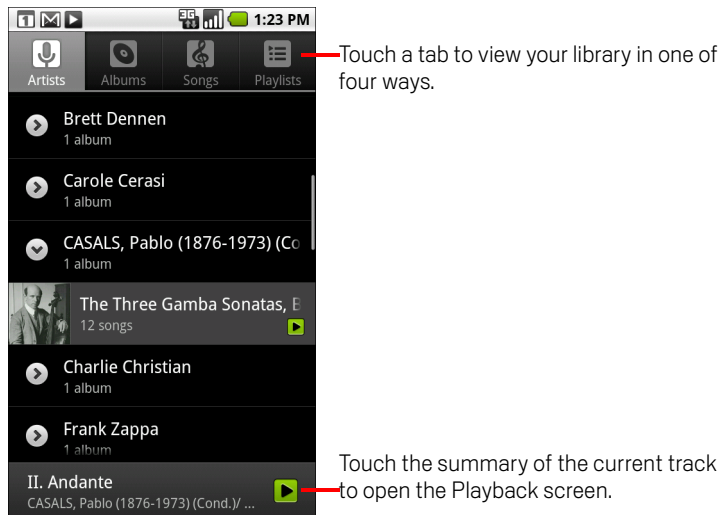 1 3G 1:23 PM
Artists Albums Songs Playlists
Touch a tab to view your library in one of
four ways.
Brett Dennen
1 album
Carole Cerasi
1 album
CASALS, Pablo (1876-1973) (Co
1 album
The Three Gamba Sonatas, B
12 songs
Charlie Christian
1 album
Frank Zappa
1 album
II. Andante
CASALS, Pablo (1876-1973) (Cond.)/ ...
Touch the summary of the current track
to open the Playback screen.